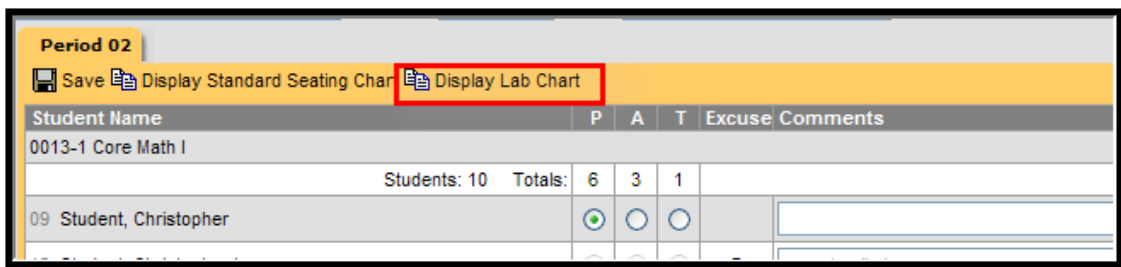 Period 02
Save Display Standard Seating Char Display Lab Chart
Student Name P A T Excuse Comments
0013-1 Core Math I
Students: 10 Totals: 6 3 1
09 Student, Christopher